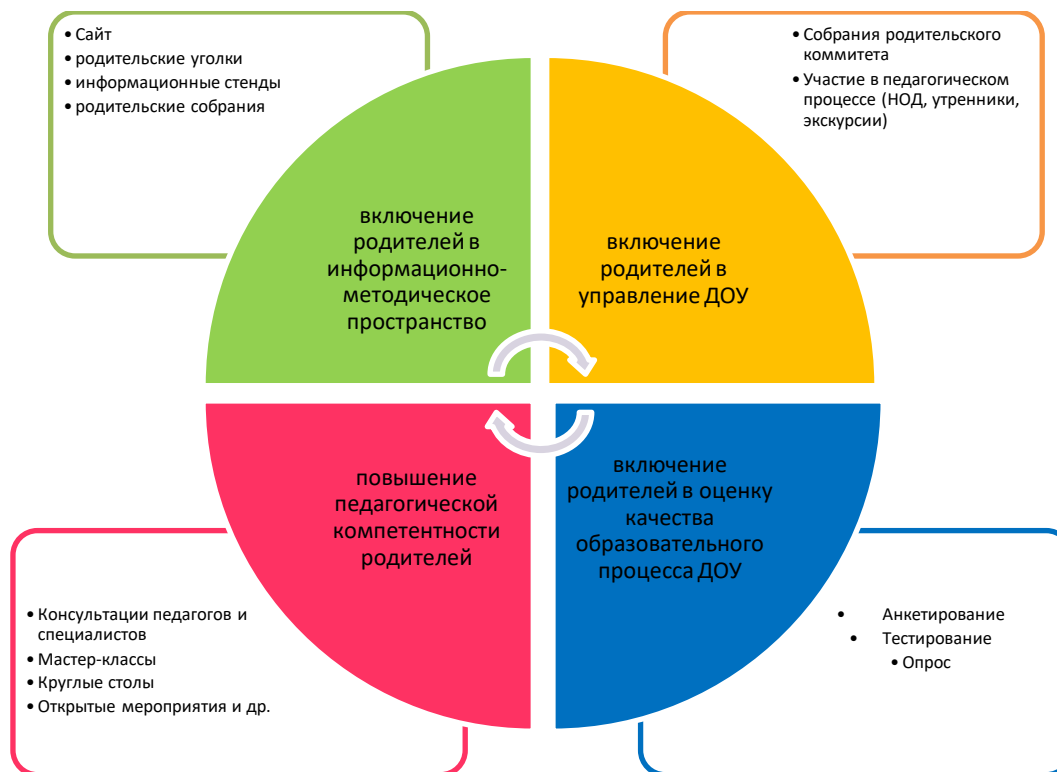 • Сайт
• родительские уголки
• информационные стенды
• родительские собрания
• Собрания родительского
коммитета
• Участие в педагогическом
процессе (НОД, утренники,
экскурсии)
включение
родителей в
информационно-
методическое
пространство
включение
родителей в
управление ДОУ
повышение
педагогической
компетентности
родителей
включение
родителей в оценку
качества
образовательного
процесса ДОУ
• Консультации педагогов и
специалистов
• Мастер-классы
• Круглые столы
• Открытые мероприятия и др.
• Анкетирование
• Тестирование
• Опрос